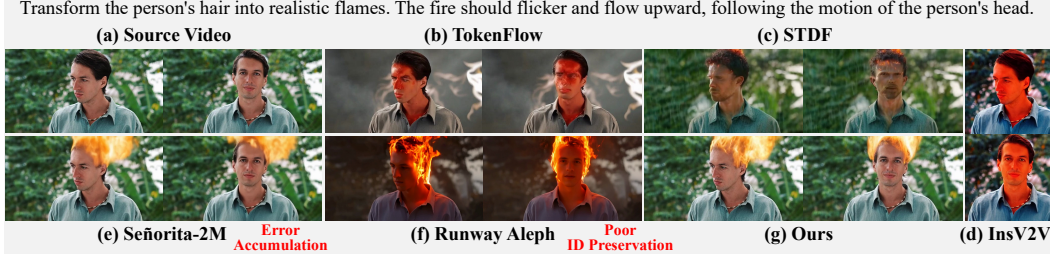 Transform the person's hair into realistic flames. The fire should flicker and flow upward, following the motion of the person's head.
(a) Source Video
(b) TokenFlow
(c) STDF
(e) Señorita-2M
Error
Accumulation
(f) Runway Aleph
Poor
ID Preservation
(g) Ours
(d) InsV2V